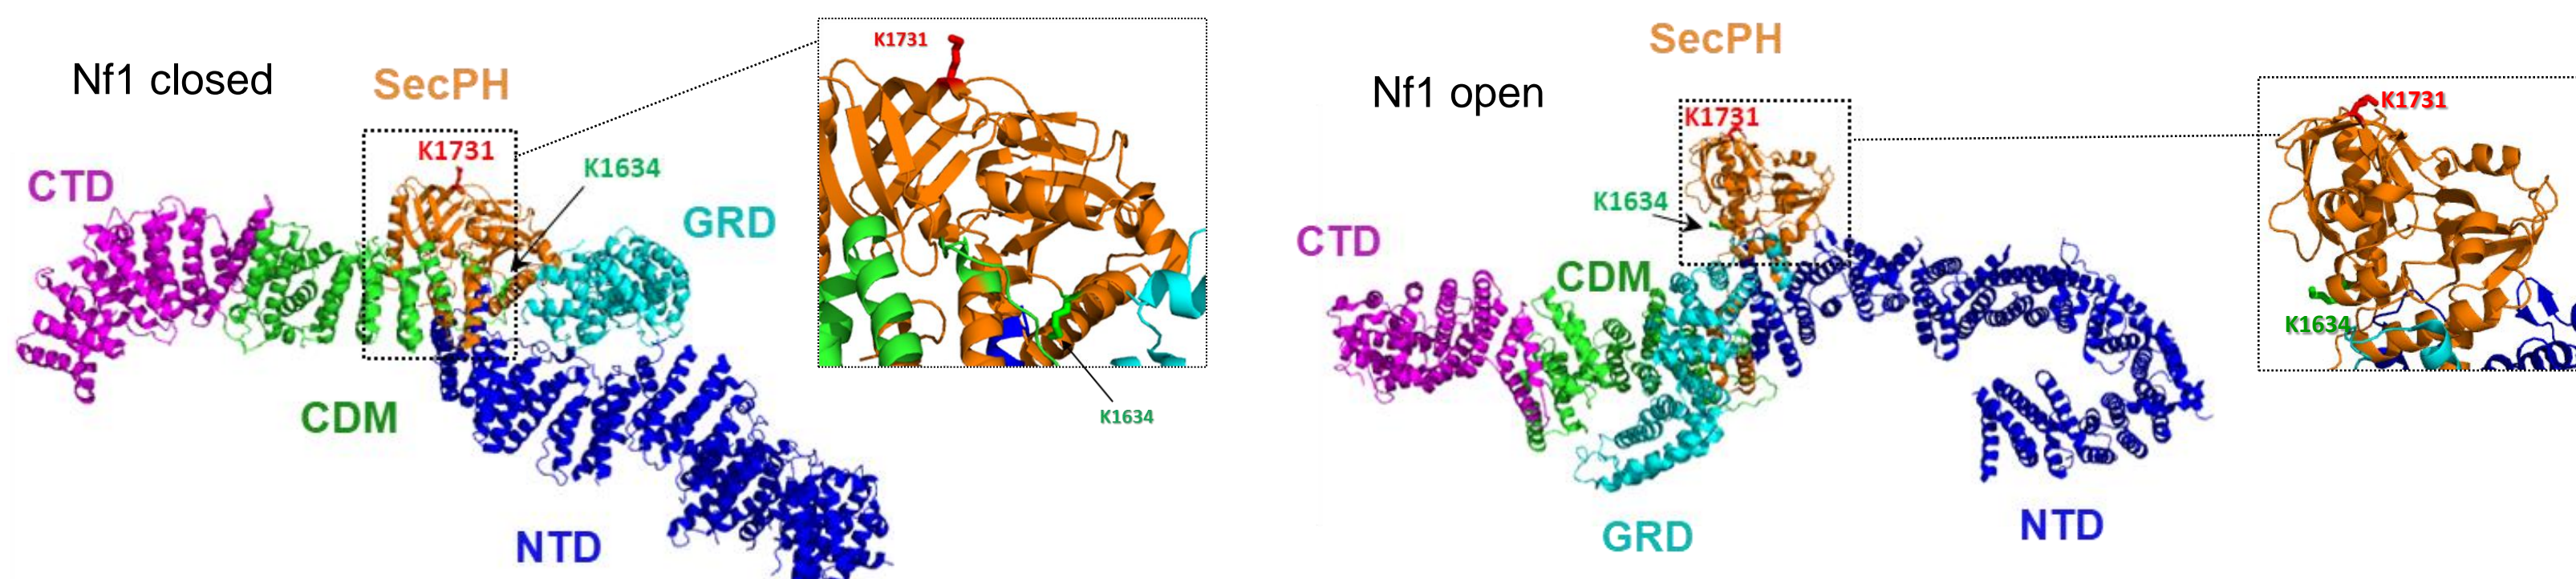 Nf1 closed
SecPH
K1731
K1634
CTD
GRD
CDM
NTD
K1731
K1634
Nf1 open
SecPH
K1731
K1634
CTD
CDM
GRD
NTD
K1731
K1634